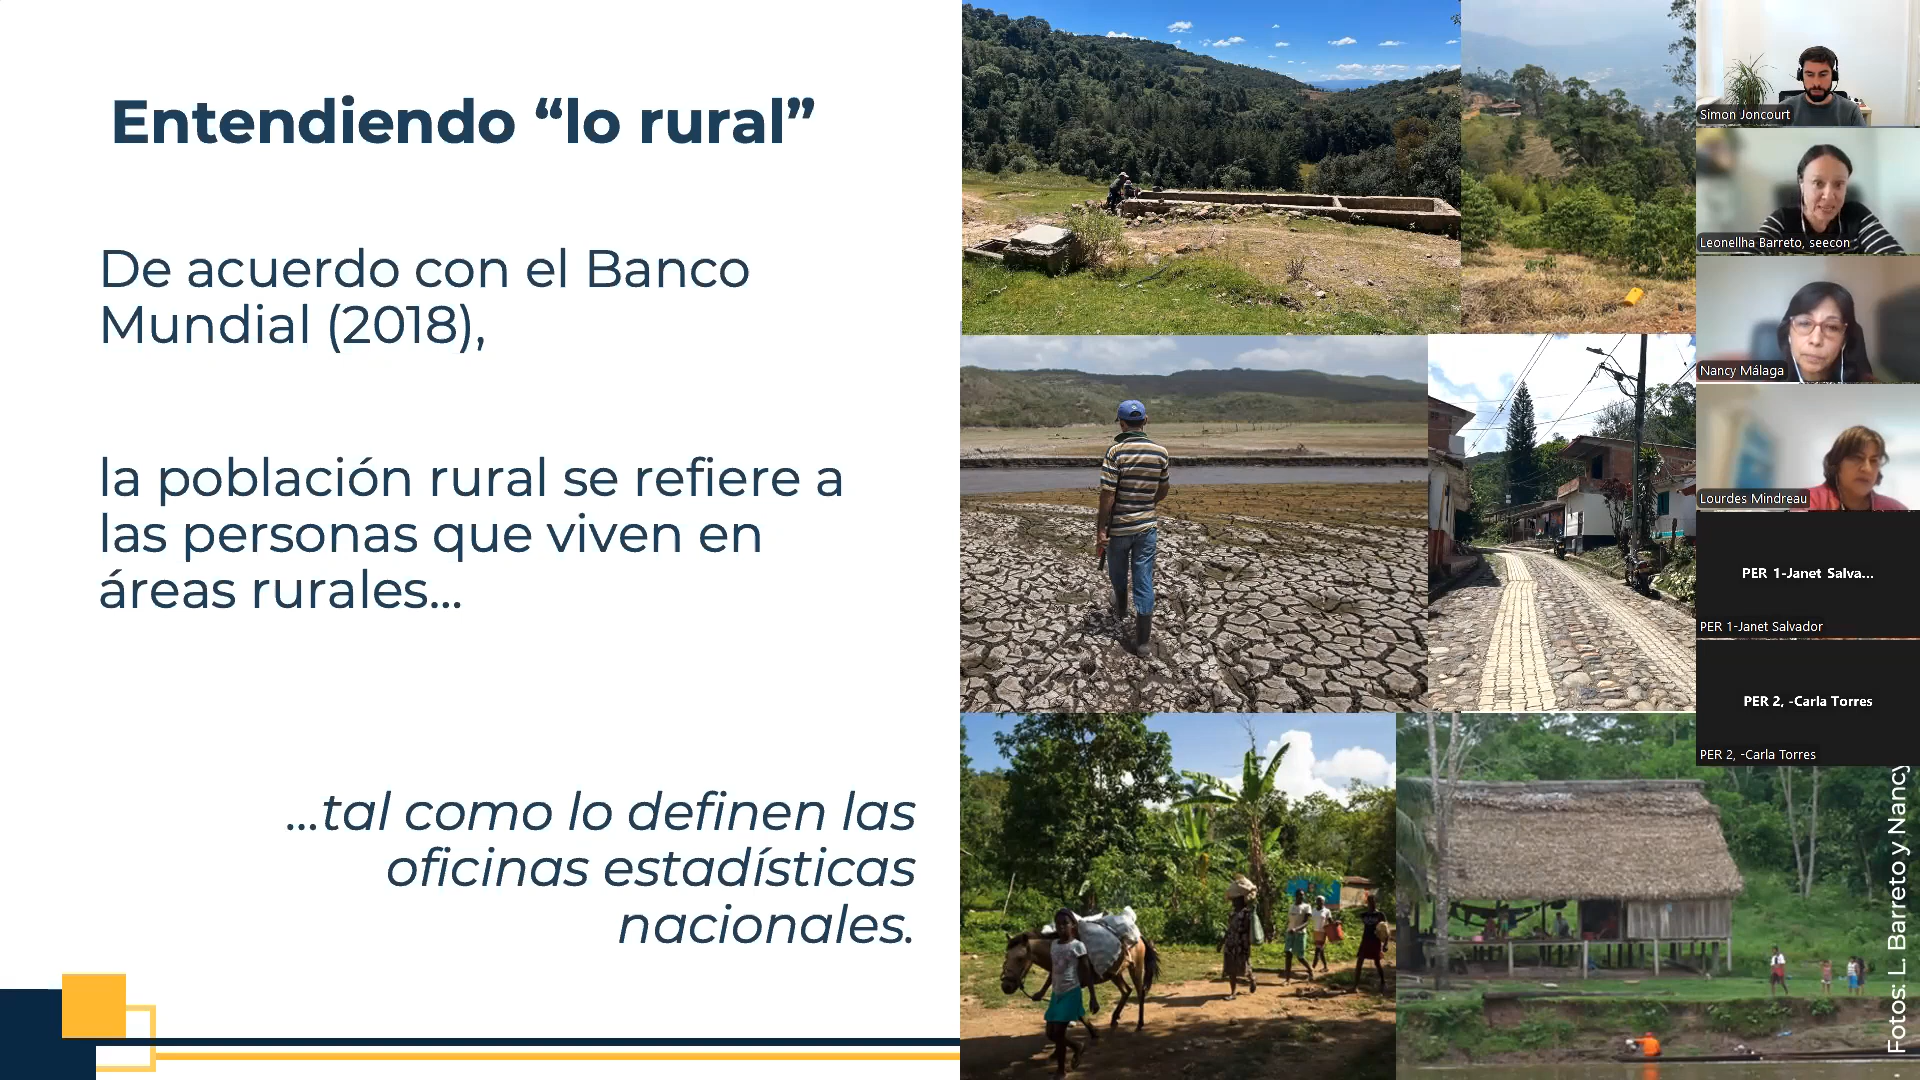 Entendiendo “lo rural”
De acuerdo con el Banco
Mundial (2018),
la población rural se refiere a
las personas que viven en
áreas rurales...
...tal como lo definen las
oficinas estadísticas
nacionales.
Fotos: L. Barreto y Nancy
Simon Joncourt
Leonellha Barreto, seecon
Nancy Málaga
Lourdes Mindreau
PER 1-Janet Salva...
PER 1-Janet Salvador
PER 2, -Carla Torres
PER 2, -Carla Torres